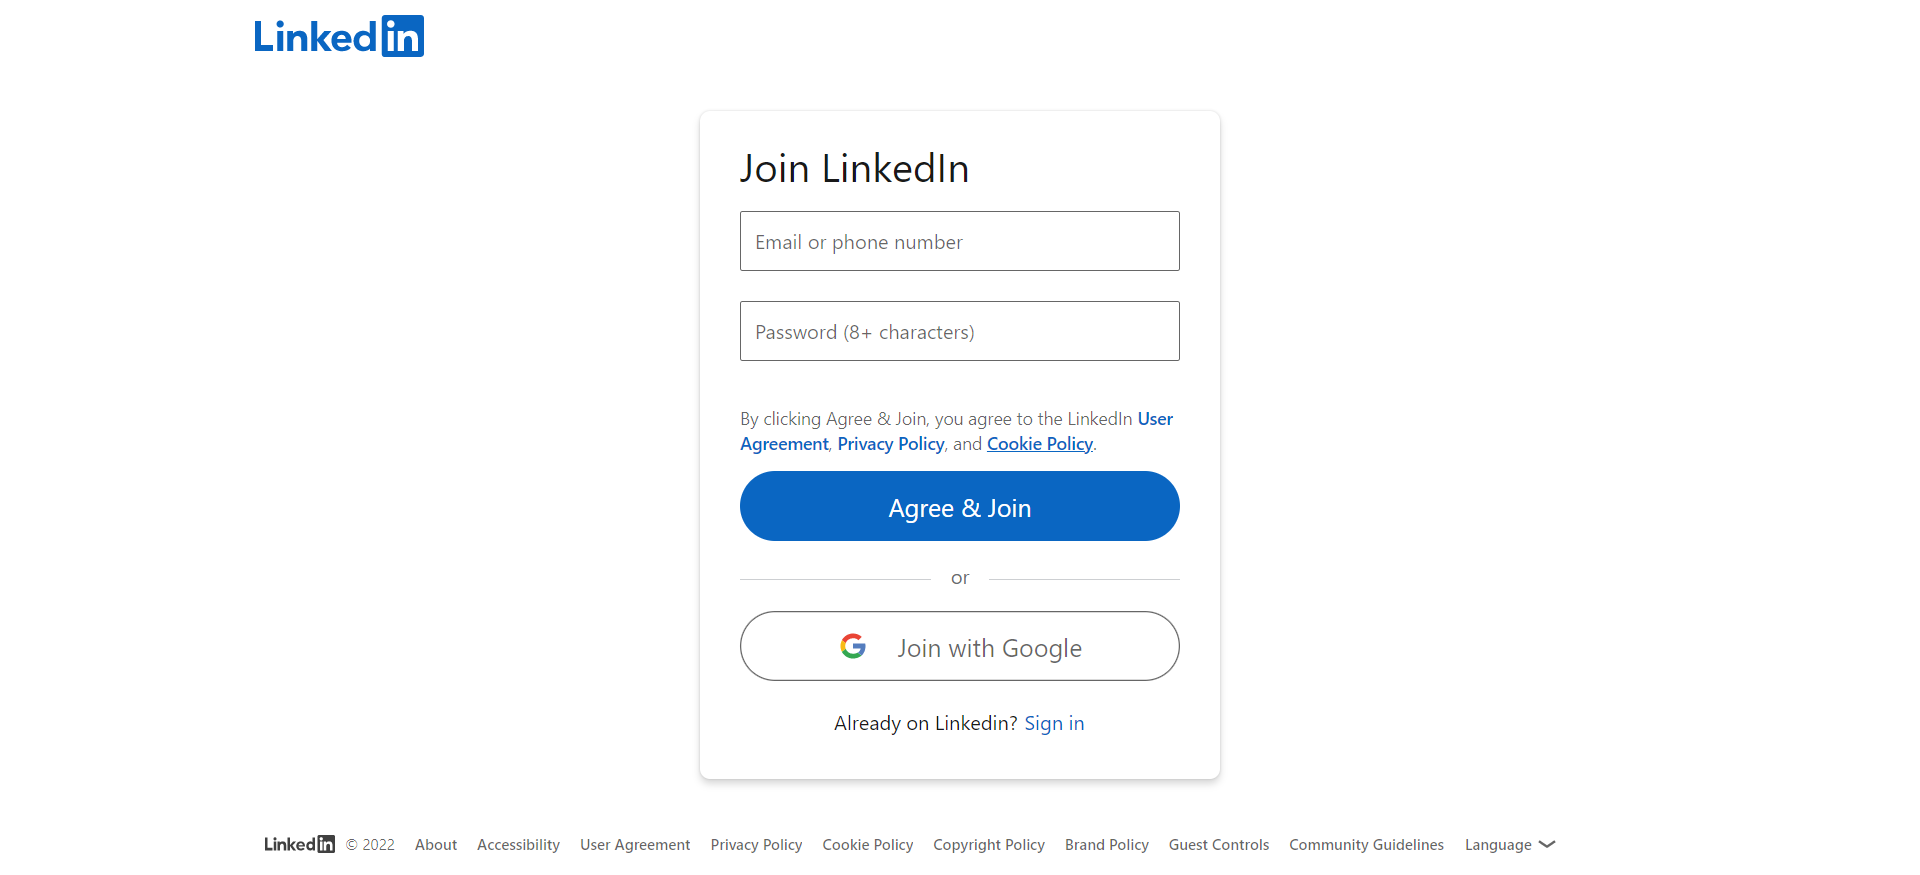 Linkedin
Join LinkedIn
Email or phone number
Password (8+ characters)
By clicking Agree & Join, you agree to the LinkedIn User
Agreement, Privacy Policy, and Cookie Policy.
Agree & Join
or
Join with Google
Already on Linkedin? Sign in
Linkedin © 2022 About Accessibility User Agreement Privacy Policy Cookie Policy Copyright Policy Brand Policy Guest Controls Community Guidelines Language